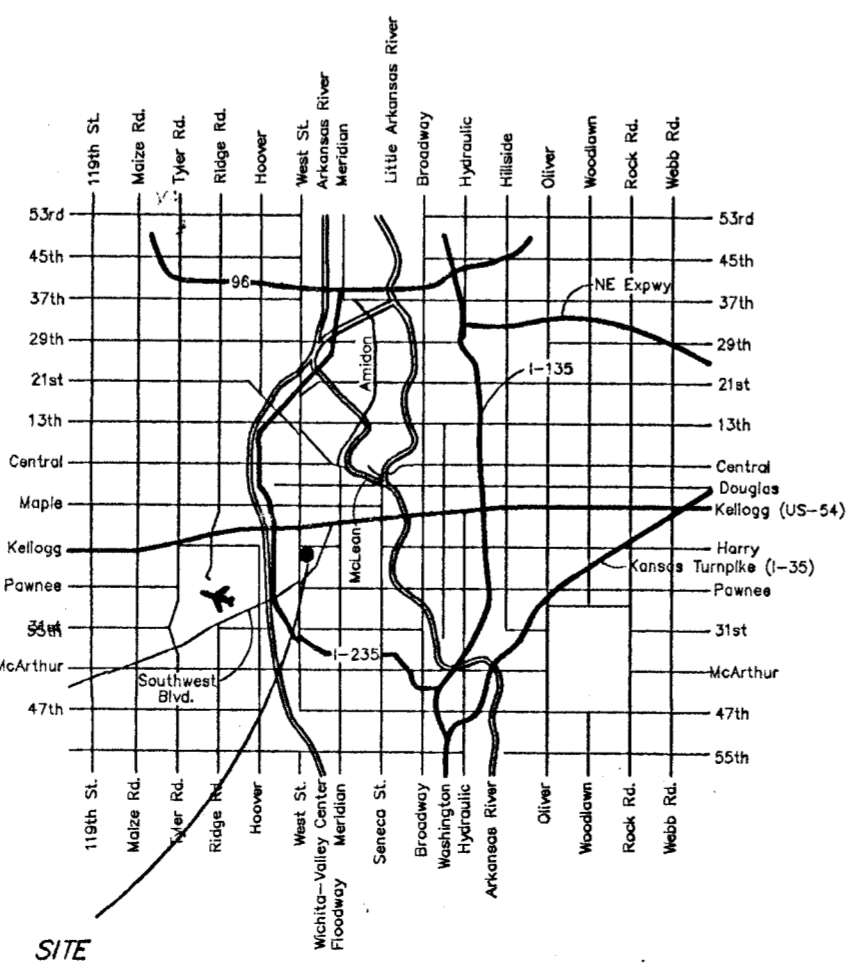 119th St.
Maize Rd.
Tyler Rd.
Ridge Rd.
Hoover
West St.
Arkansas River
Meridian
Little Arkansas River
Broadway
Hydraulic
Hillside
Oliver
Woodlawn
Rock Rd.
Webb Rd.
53rd
53rd
45th
45th
96
NE Expwy
37th
37th
29th
29th
Amidon
I-135
21st
21st
13th
13th
Central
Central
Douglas
Maple
Kellogg (US-54)
McLean
Kellogg
Harry
Kansas Turnpike (I-35)
Pawnee
Pawnee
31st
55th
31st
I-235
McArthur
McArthur
Southwest
Blvd.
47th
47th
55th
119th St.
Maize Rd.
Tyler Rd.
Ridge Rd.
Hoover
West St.
Wichita-Valley Center
Floodway
Meridian
Seneca St.
Broadway
Washington
Hydraulic
Arkansas River
Oliver
Woodlawn
Rock Rd.
Webb Rd.
SITE